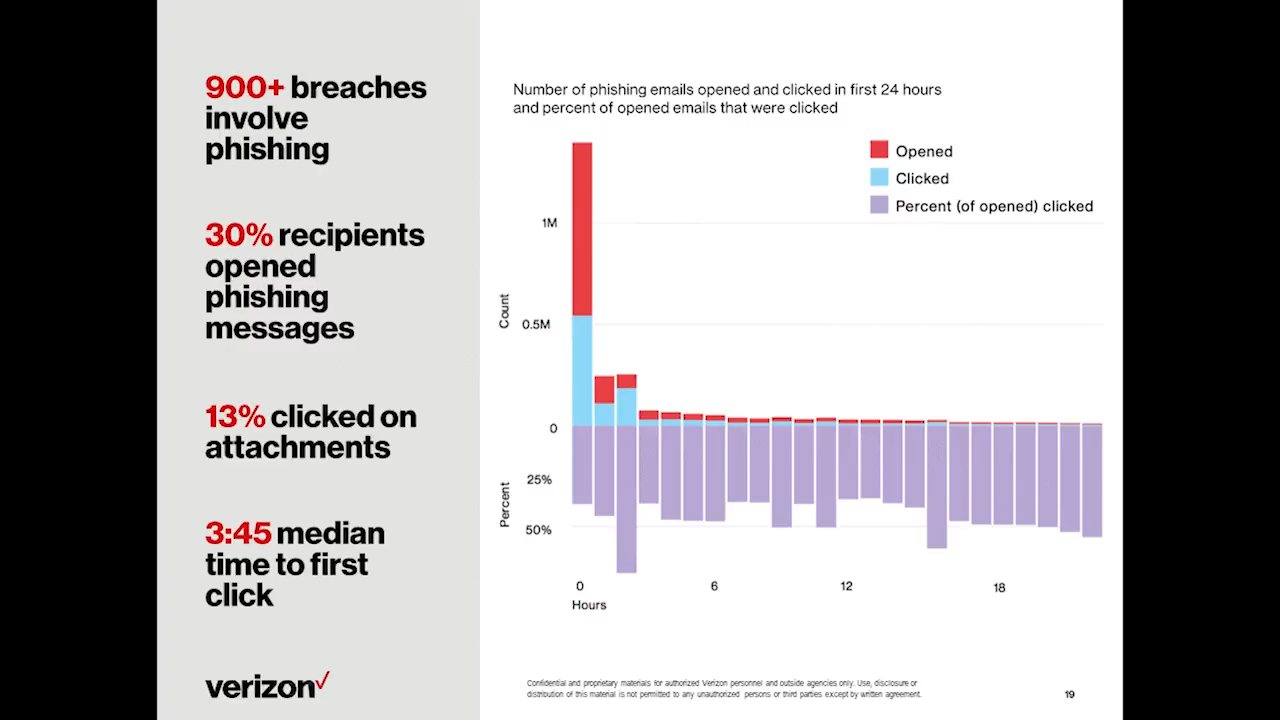 900+ breaches
involve
phishing
30% recipients
opened
phishing
messages
13% clicked on
attachments
3:45 median
time to first
click
verizon✓
Number of phishing emails opened and clicked in first 24 hours
and percent of opened emails that were clicked
Opened
Clicked
Percent (of opened) clicked
1M
Count
0.5M
0
25%
Percent
50%
0
6
12
18
Hours
Confidential and proprietary materials for authorized Verizon personnel and outside agencies only. Use, disclosure or
distribution of this material is not permitted to any unauthorized persons or third parties except by written agreement.
19